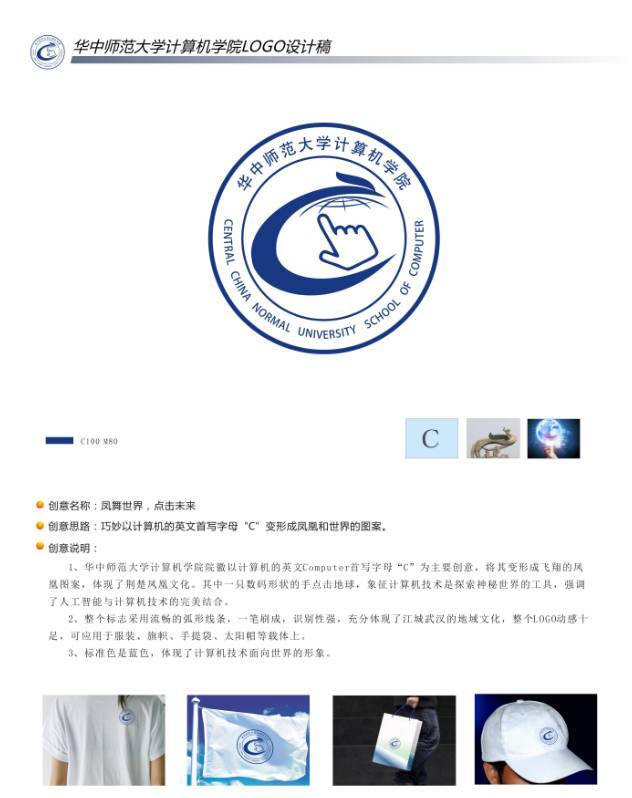 华中师范大学计算机学院LOGO设计稿
华中师范大学计算机学院
CENTRAL CHINA NORMAL UNIVERSITY SCHOOL OF COMPUTER
C100 M80
C
创意名称：凤舞世界，点击未来
创意思路：巧妙以计算机的英文首写字母“C”变形成凤凰和世界的图案。
创意说明：
1、华中师范大学计算机学院院徽以计算机的英文Computer首写字母“C”为主要创意，将其变形成飞翔的凤
凰图案，体现了荆楚凤凰文化。其中一只数码形状的手点击地球，象征计算机技术是探索神秘世界的工具，强调
了人工智能与计算机技术的完美结合。
2、整个标志采用流畅的弧形线条，一笔刷成，识别性强，充分体现了江城武汉的地域文化，整个LOGO动感十
足，可应用于服装、旗帜、手提袋、太阳帽等载体上。
3、标准色是蓝色，体现了计算机技术面向世界的形象。